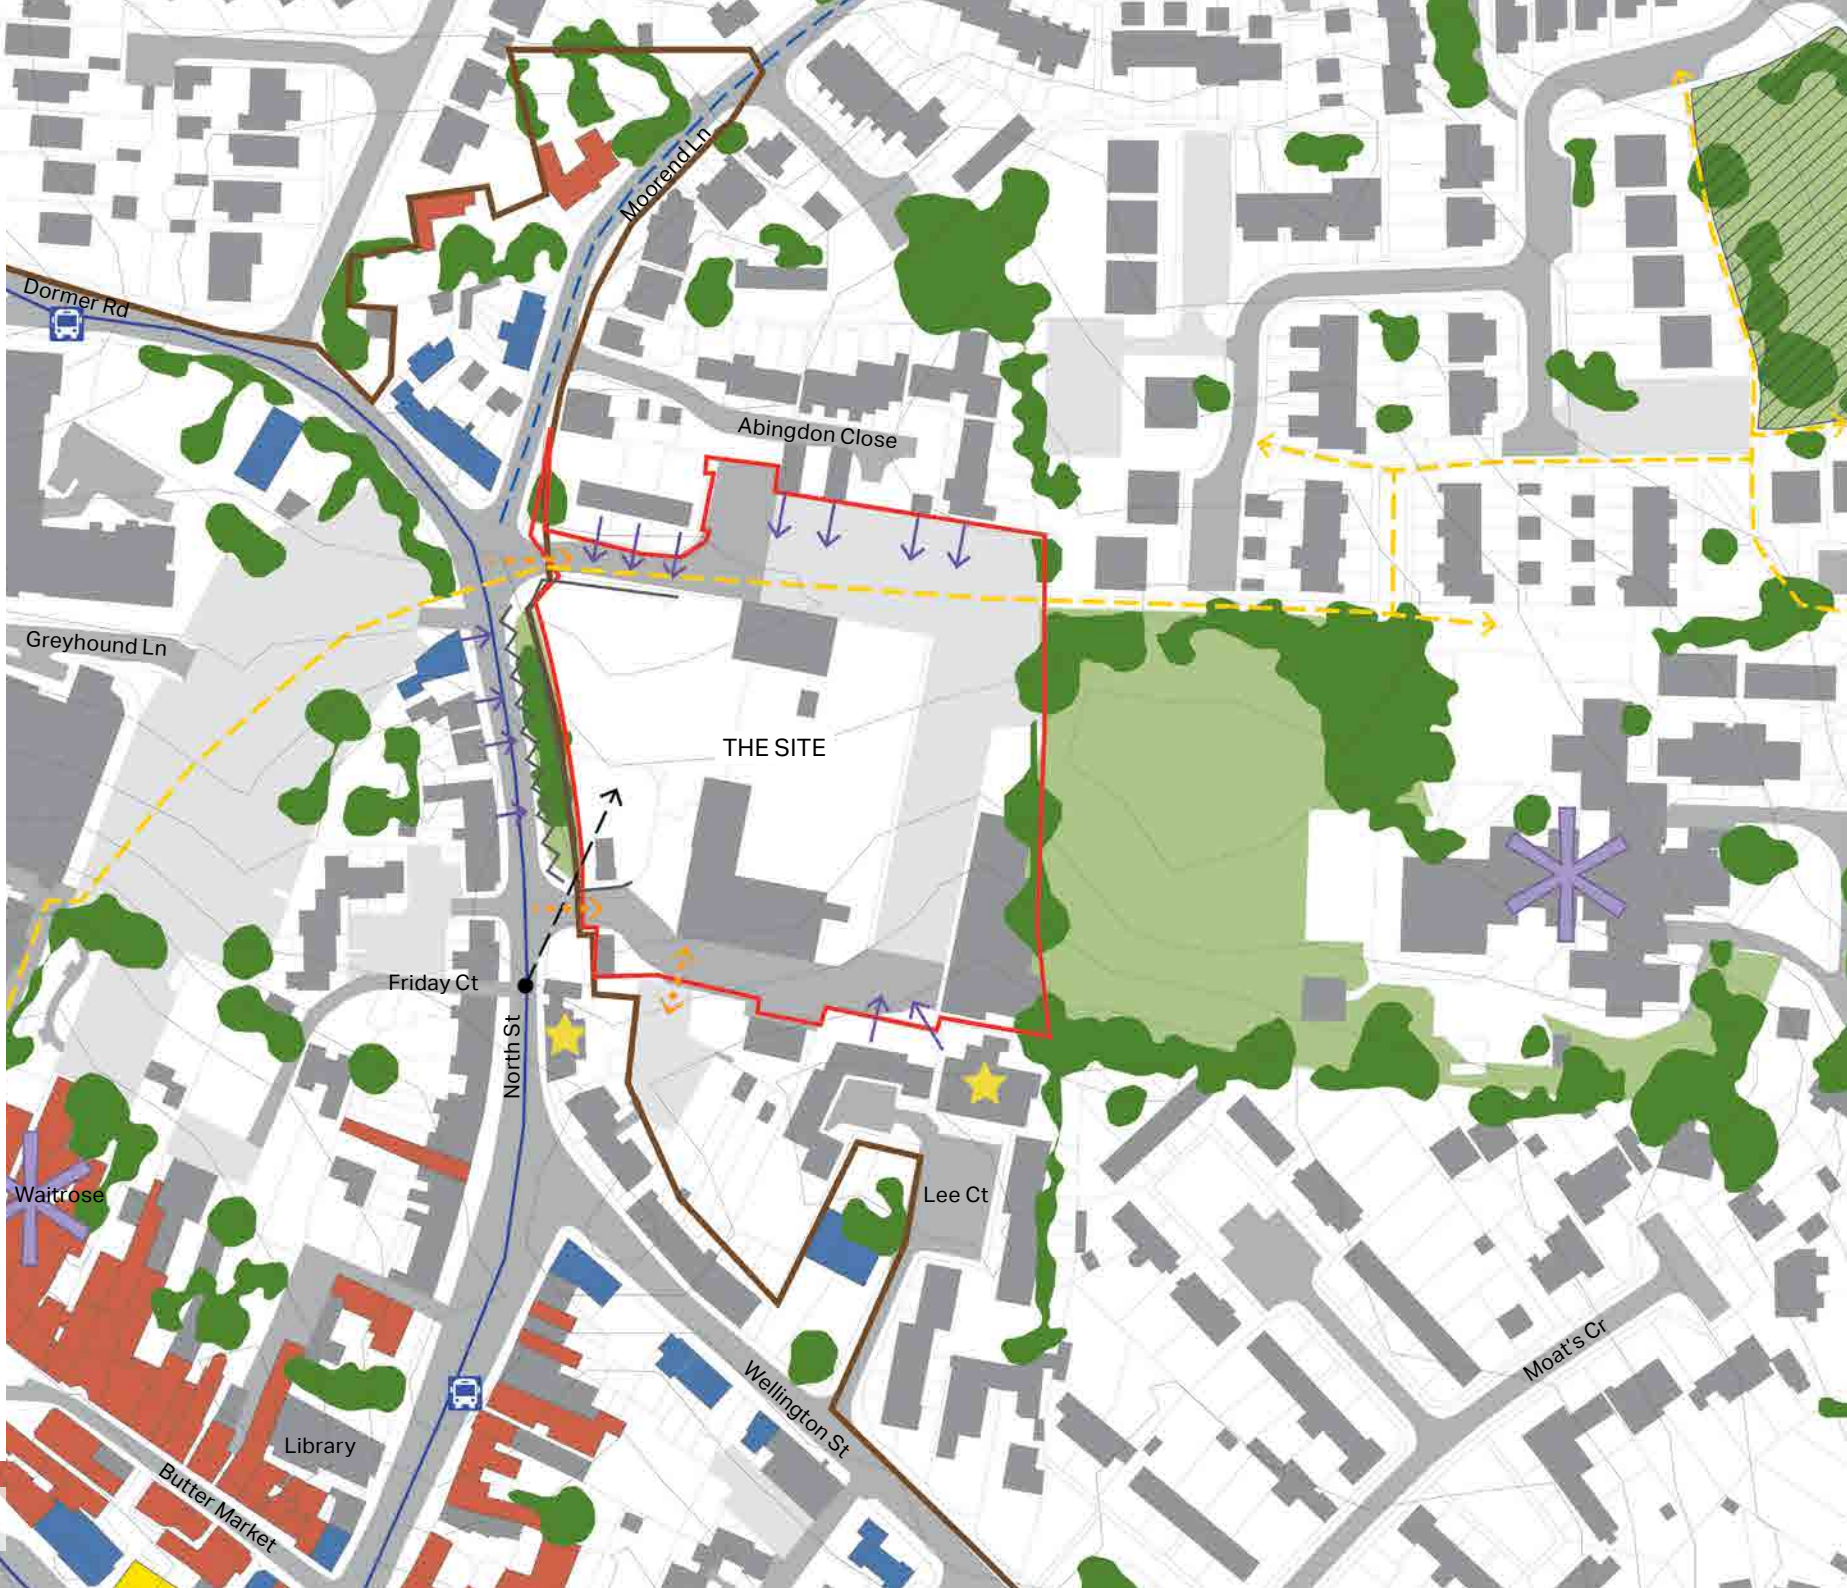 Moorend Ln
Dormer Rd
Abingdon Close
Greyhound Ln
THE SITE
Friday Ct
North St
Waitrose
Lee Ct
Moat's Cr
Wellington St
Library
Butter Market